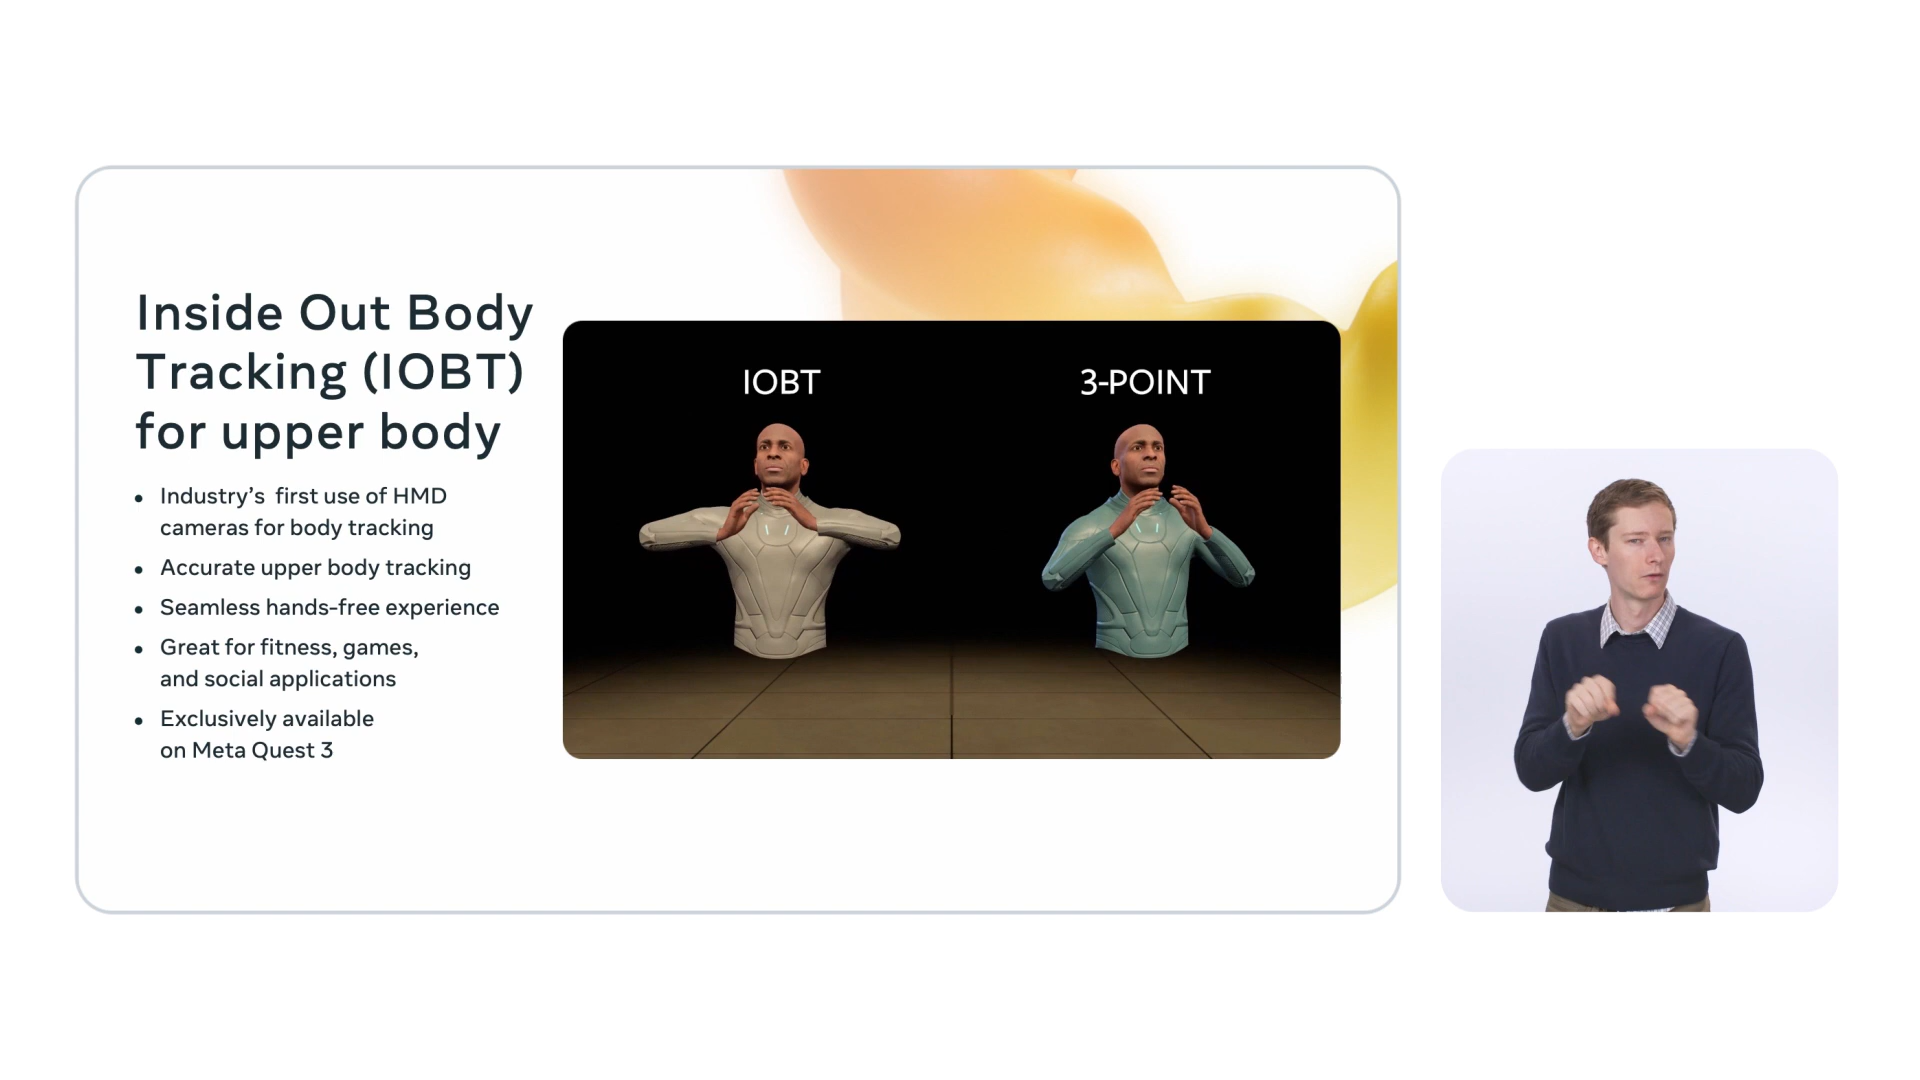 Inside Out Body
Tracking (IOBT)
for upper body
• Industry’s  first use of HMD
cameras for body tracking
• Accurate upper body tracking
• Seamless hands-free experience
• Great for fitness, games,
and social applications
• Exclusively available
on Meta Quest 3
IOBT
3-POINT